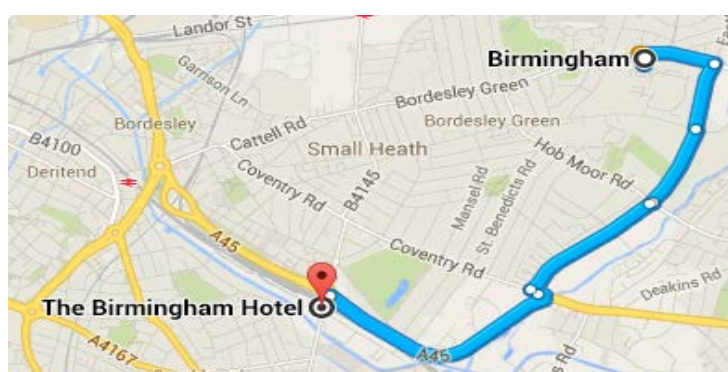 Landor St
Birmingham
Garrison Ln
Bordesley Green
Bordesley
Bordesley Green
B4100
Cattell Rd
Small Heath
Hob Moor Rd
Deritend
Coventry Rd
B4145
Mansel Rd
St. Benedicts Rd
A45
Coventry Rd
Deakins Rd
The Birmingham Hotel
A4167
A45